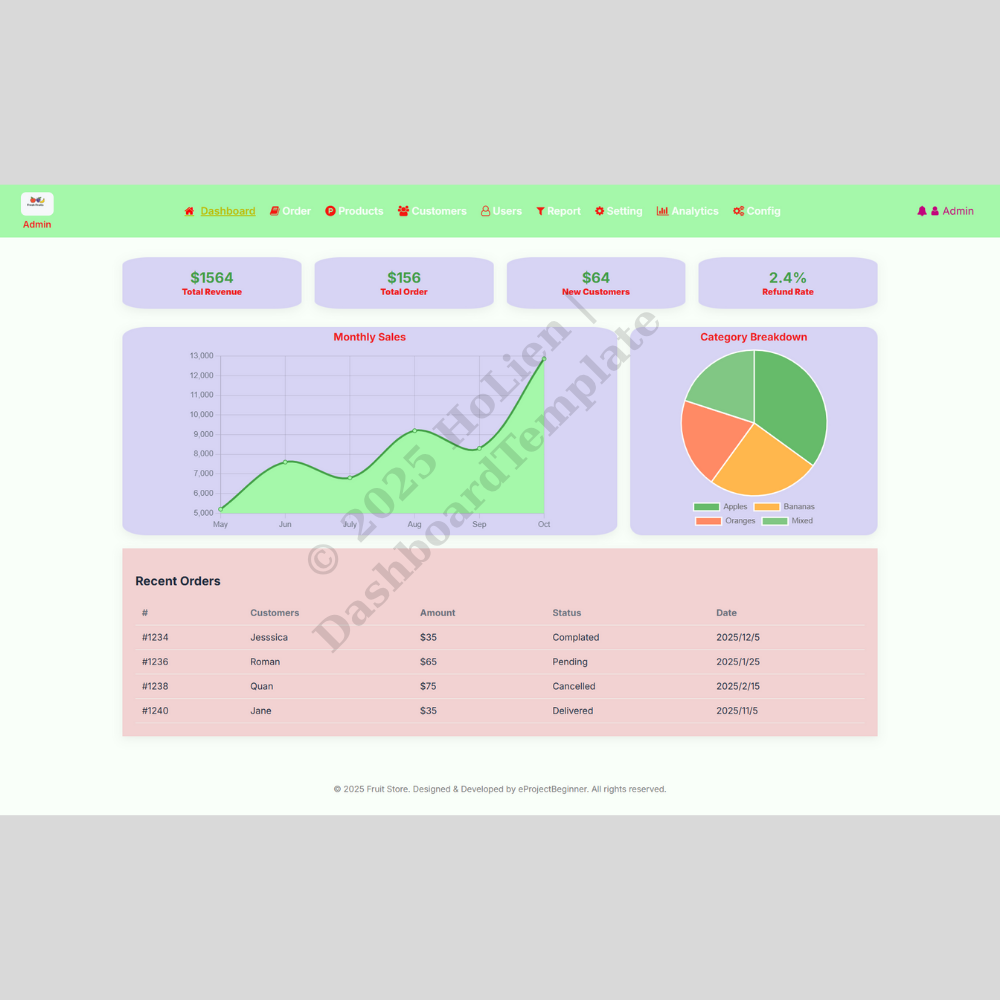 Admin
Dashboard Order Products Customers Users Report Setting Analytics Config
Admin
$1564
Total Revenue
$156
Total Order
$64
New Customers
2.4%
Refund Rate
Monthly Sales
13,000
12,000
11,000
10,000
9,000
8,000
7,000
6,000
5,000
May Jun July Aug Sep Oct
Category Breakdown
Apples Bananas
Oranges Mixed
© 2025 HoLien |
DashboardTemplate
Recent Orders
# Customers Amount Status Date
#1234 Jesssica $35 Complated 2025/12/5
#1236 Roman $65 Pending 2025/1/25
#1238 Quan $75 Cancelled 2025/2/15
#1240 Jane $35 Delivered 2025/11/5
© 2025 Fruit Store. Designed & Developed by eProjectBeginner. All rights reserved.